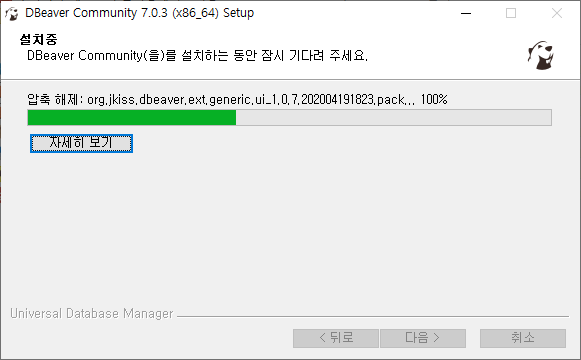 DBeaver Community 7.0.3 (x86_64) Setup
설치중
DBeaver Community(을)를 설치하는 동안 잠시 기다려 주세요.
압축 해제: org.jkiss.dbeaver.ext.generic.ui_1.0.7.202004191823.pack... 100%
자세히 보기
Universal Database Manager
< 뒤로
다음 >
취소